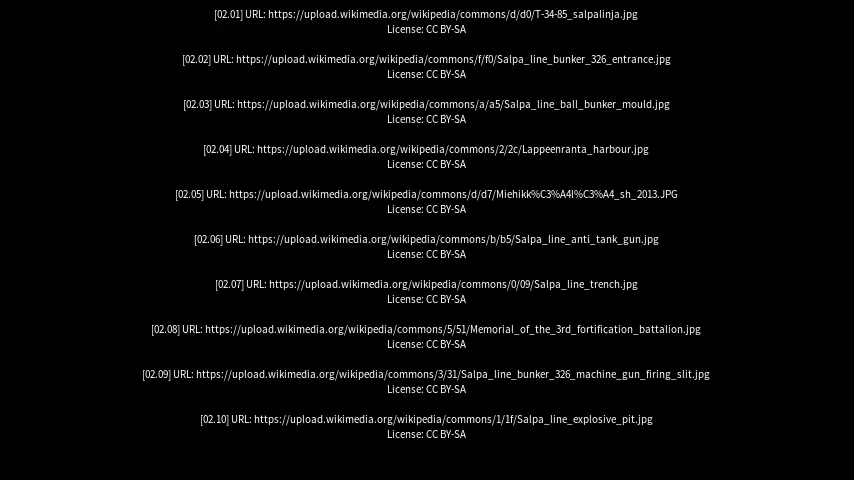 [02.01] URL: https://upload.wikimedia.org/wikipedia/commons/d/d0/T-34-85_salpalinja.jpg
License: CC BY-SA
[02.02] URL: https://upload.wikimedia.org/wikipedia/commons/f/f0/Salpa_line_bunker_326_entrance.jpg
License: CC BY-SA
[02.03] URL: https://upload.wikimedia.org/wikipedia/commons/a/a5/Salpa_line_ball_bunker_mould.jpg
License: CC BY-SA
[02.04] URL: https://upload.wikimedia.org/wikipedia/commons/2/2c/Lappeenranta_harbour.jpg
License: CC BY-SA
[02.05] URL: https://upload.wikimedia.org/wikipedia/commons/d/d7/Miehikk%C3%A4l%C3%A4_sh_2013.JPG
License: CC BY-SA
[02.06] URL: https://upload.wikimedia.org/wikipedia/commons/b/b5/Salpa_line_anti_tank_gun.jpg
License: CC BY-SA
[02.07] URL: https://upload.wikimedia.org/wikipedia/commons/0/09/Salpa_line_trench.jpg
License: CC BY-SA
[02.08] URL: https://upload.wikimedia.org/wikipedia/commons/5/51/Memorial_of_the_3rd_fortification_battalion.jpg
License: CC BY-SA
[02.09] URL: https://upload.wikimedia.org/wikipedia/commons/3/31/Salpa_line_bunker_326_machine_gun_firing_slit.jpg
License: CC BY-SA
[02.10] URL: https://upload.wikimedia.org/wikipedia/commons/1/1f/Salpa_line_explosive_pit.jpg
License: CC BY-SA